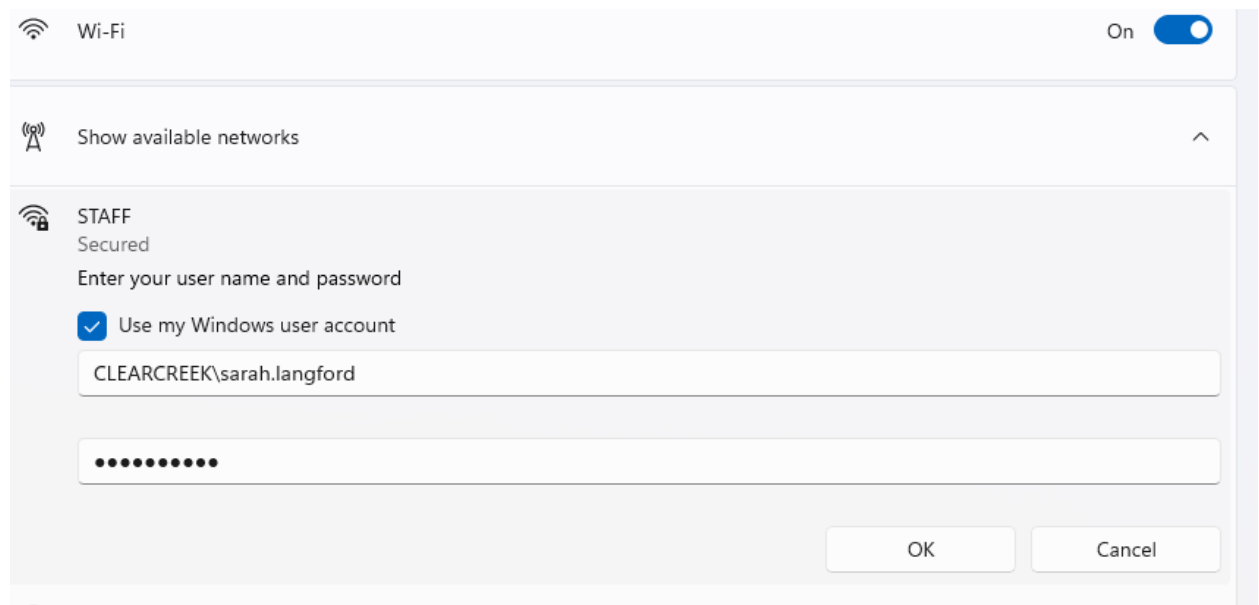 Wi-Fi
On
Show available networks
STAFF
Secured
Enter your user name and password
Use my Windows user account
CLEARCREEK\sarah.langford
••••••••••
OK
Cancel